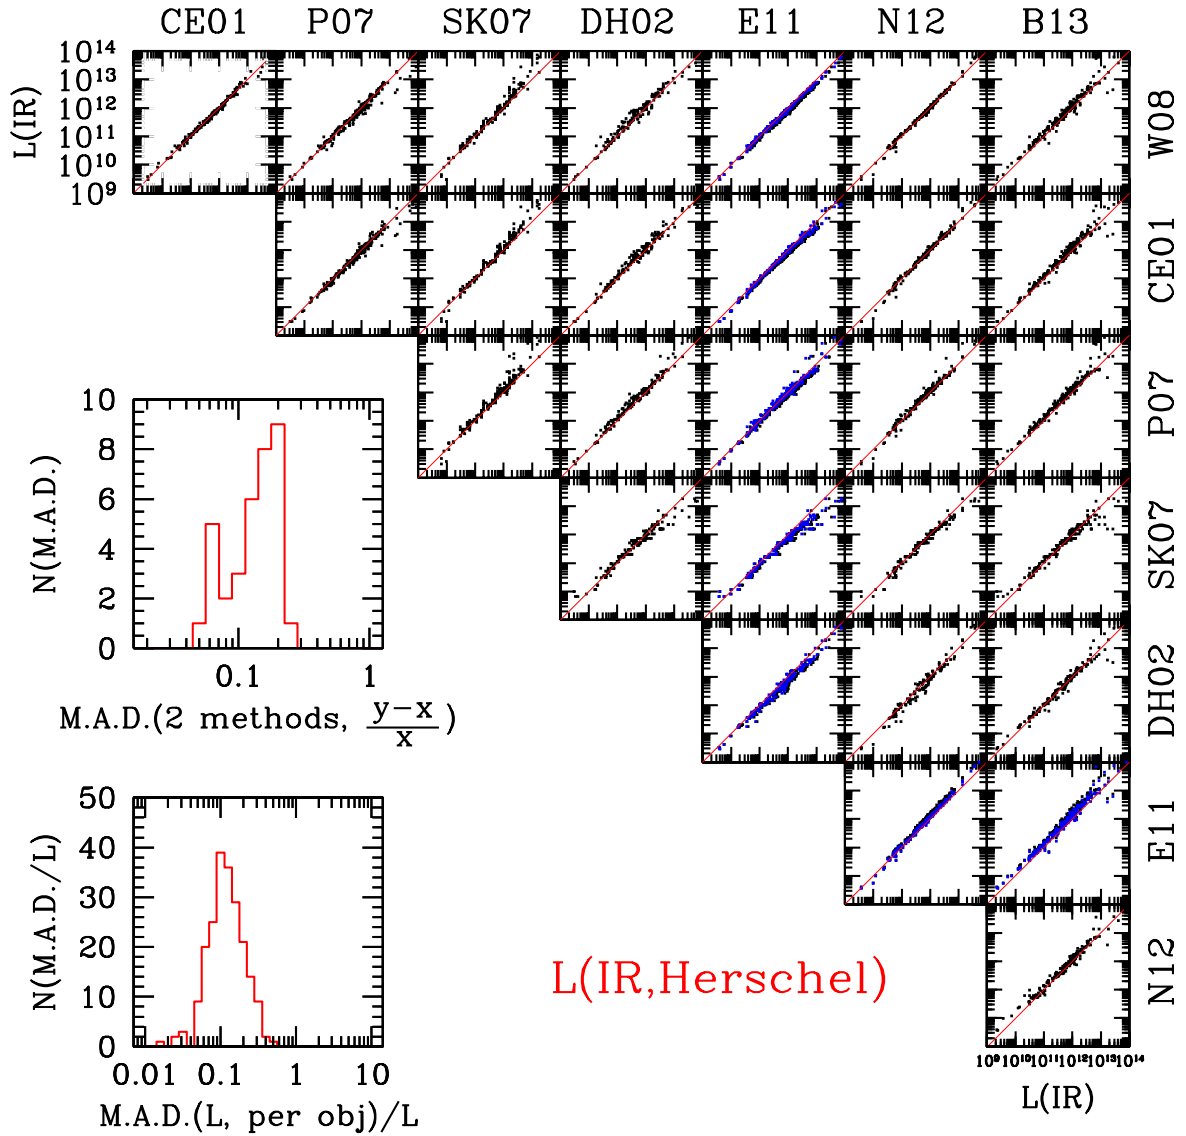 CE01 P07 SK07 DH02 E11 N12 B13
L(IR)
10^14
10^13
10^12
10^11
10^10
10^9
W08
CE01
P07
SK07
DH02
E11
N12
10
8
6
4
2
0
N(M.A.D.)
0.1 1
M.A.D.(2 methods, y−x/x)
50
40
30
20
10
0
N(M.A.D./L)
0.01 0.1 1 10
M.A.D.(L, per obj)/L
L(IR,Herschel)
10^9 10^10 10^11 10^12 10^13 10^14
L(IR)